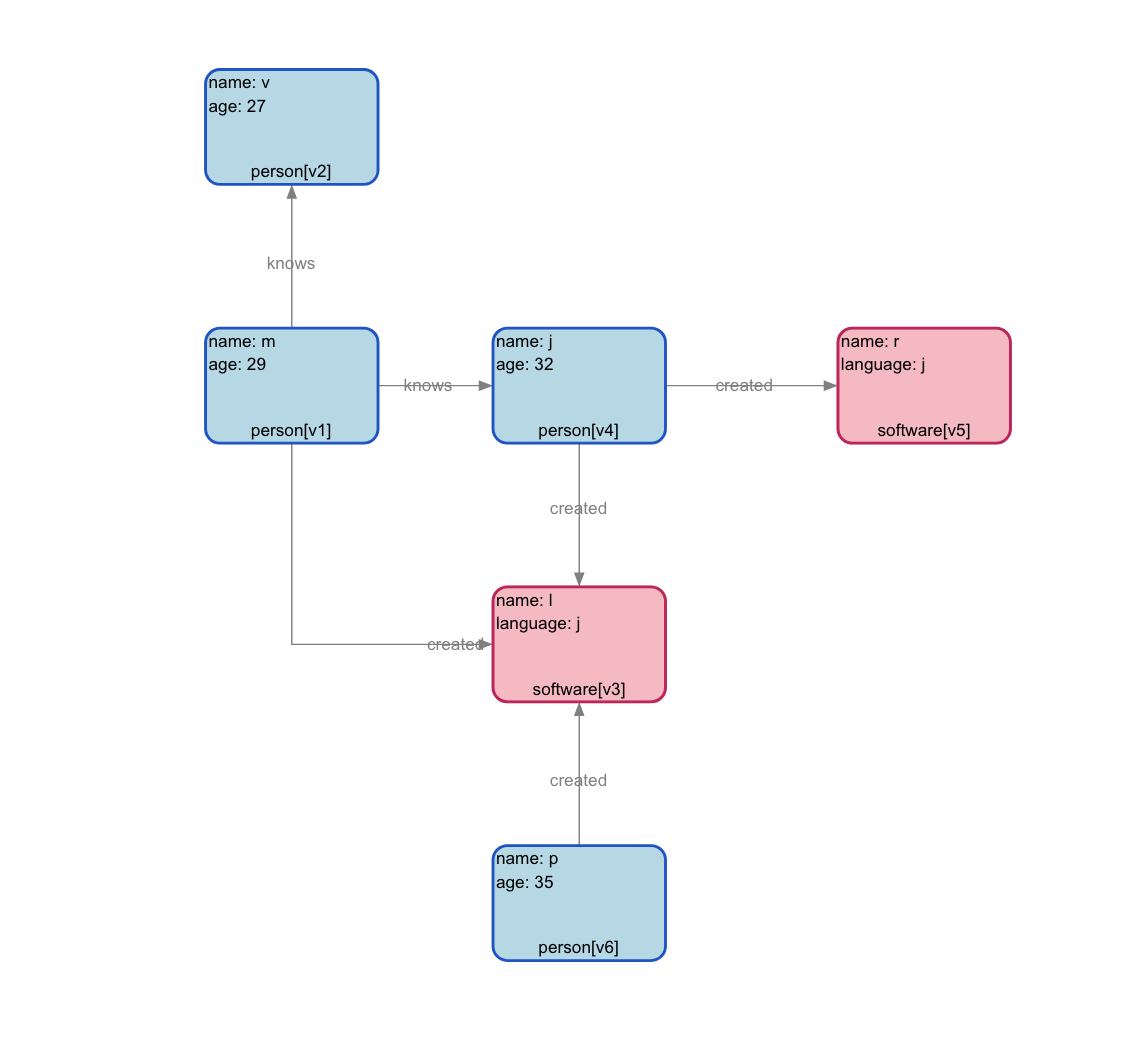 name: v
age: 27
person[v2]
knows
name: m
age: 29
person[v1]
knows
name: j
age: 32
person[v4]
created
name: r
language: j
software[v5]
created
created
name: l
language: j
software[v3]
created
name: p
age: 35
person[v6]